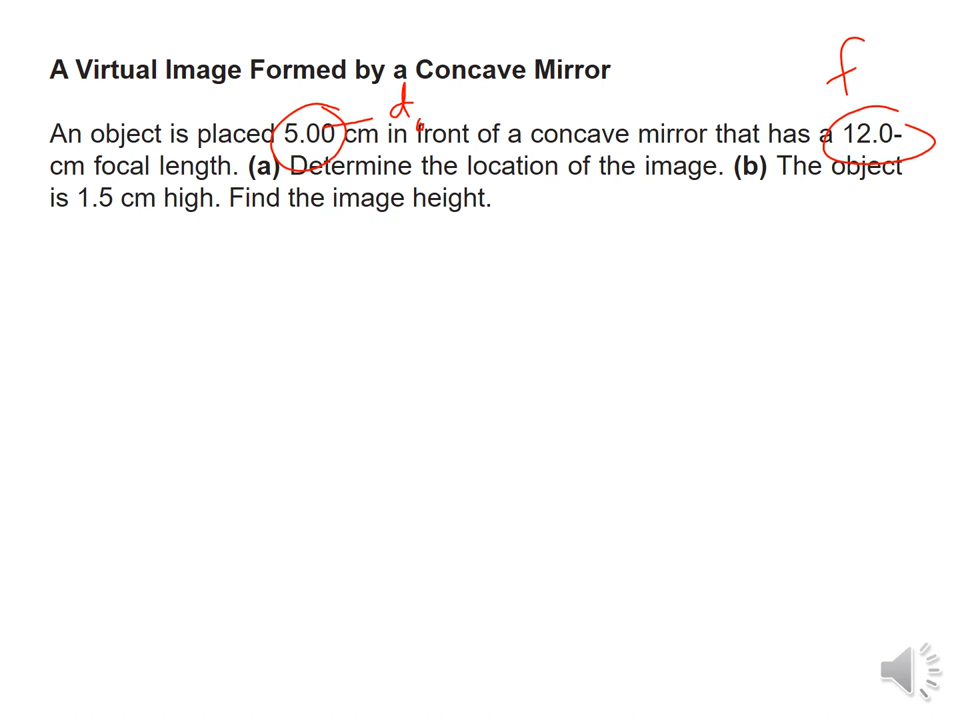 A Virtual Image Formed by a Concave Mirror
f
d₀
An object is placed 5.00 cm in front of a concave mirror that has a 12.0-
cm focal length. (a) Determine the location of the image. (b) The object
is 1.5 cm high. Find the image height.